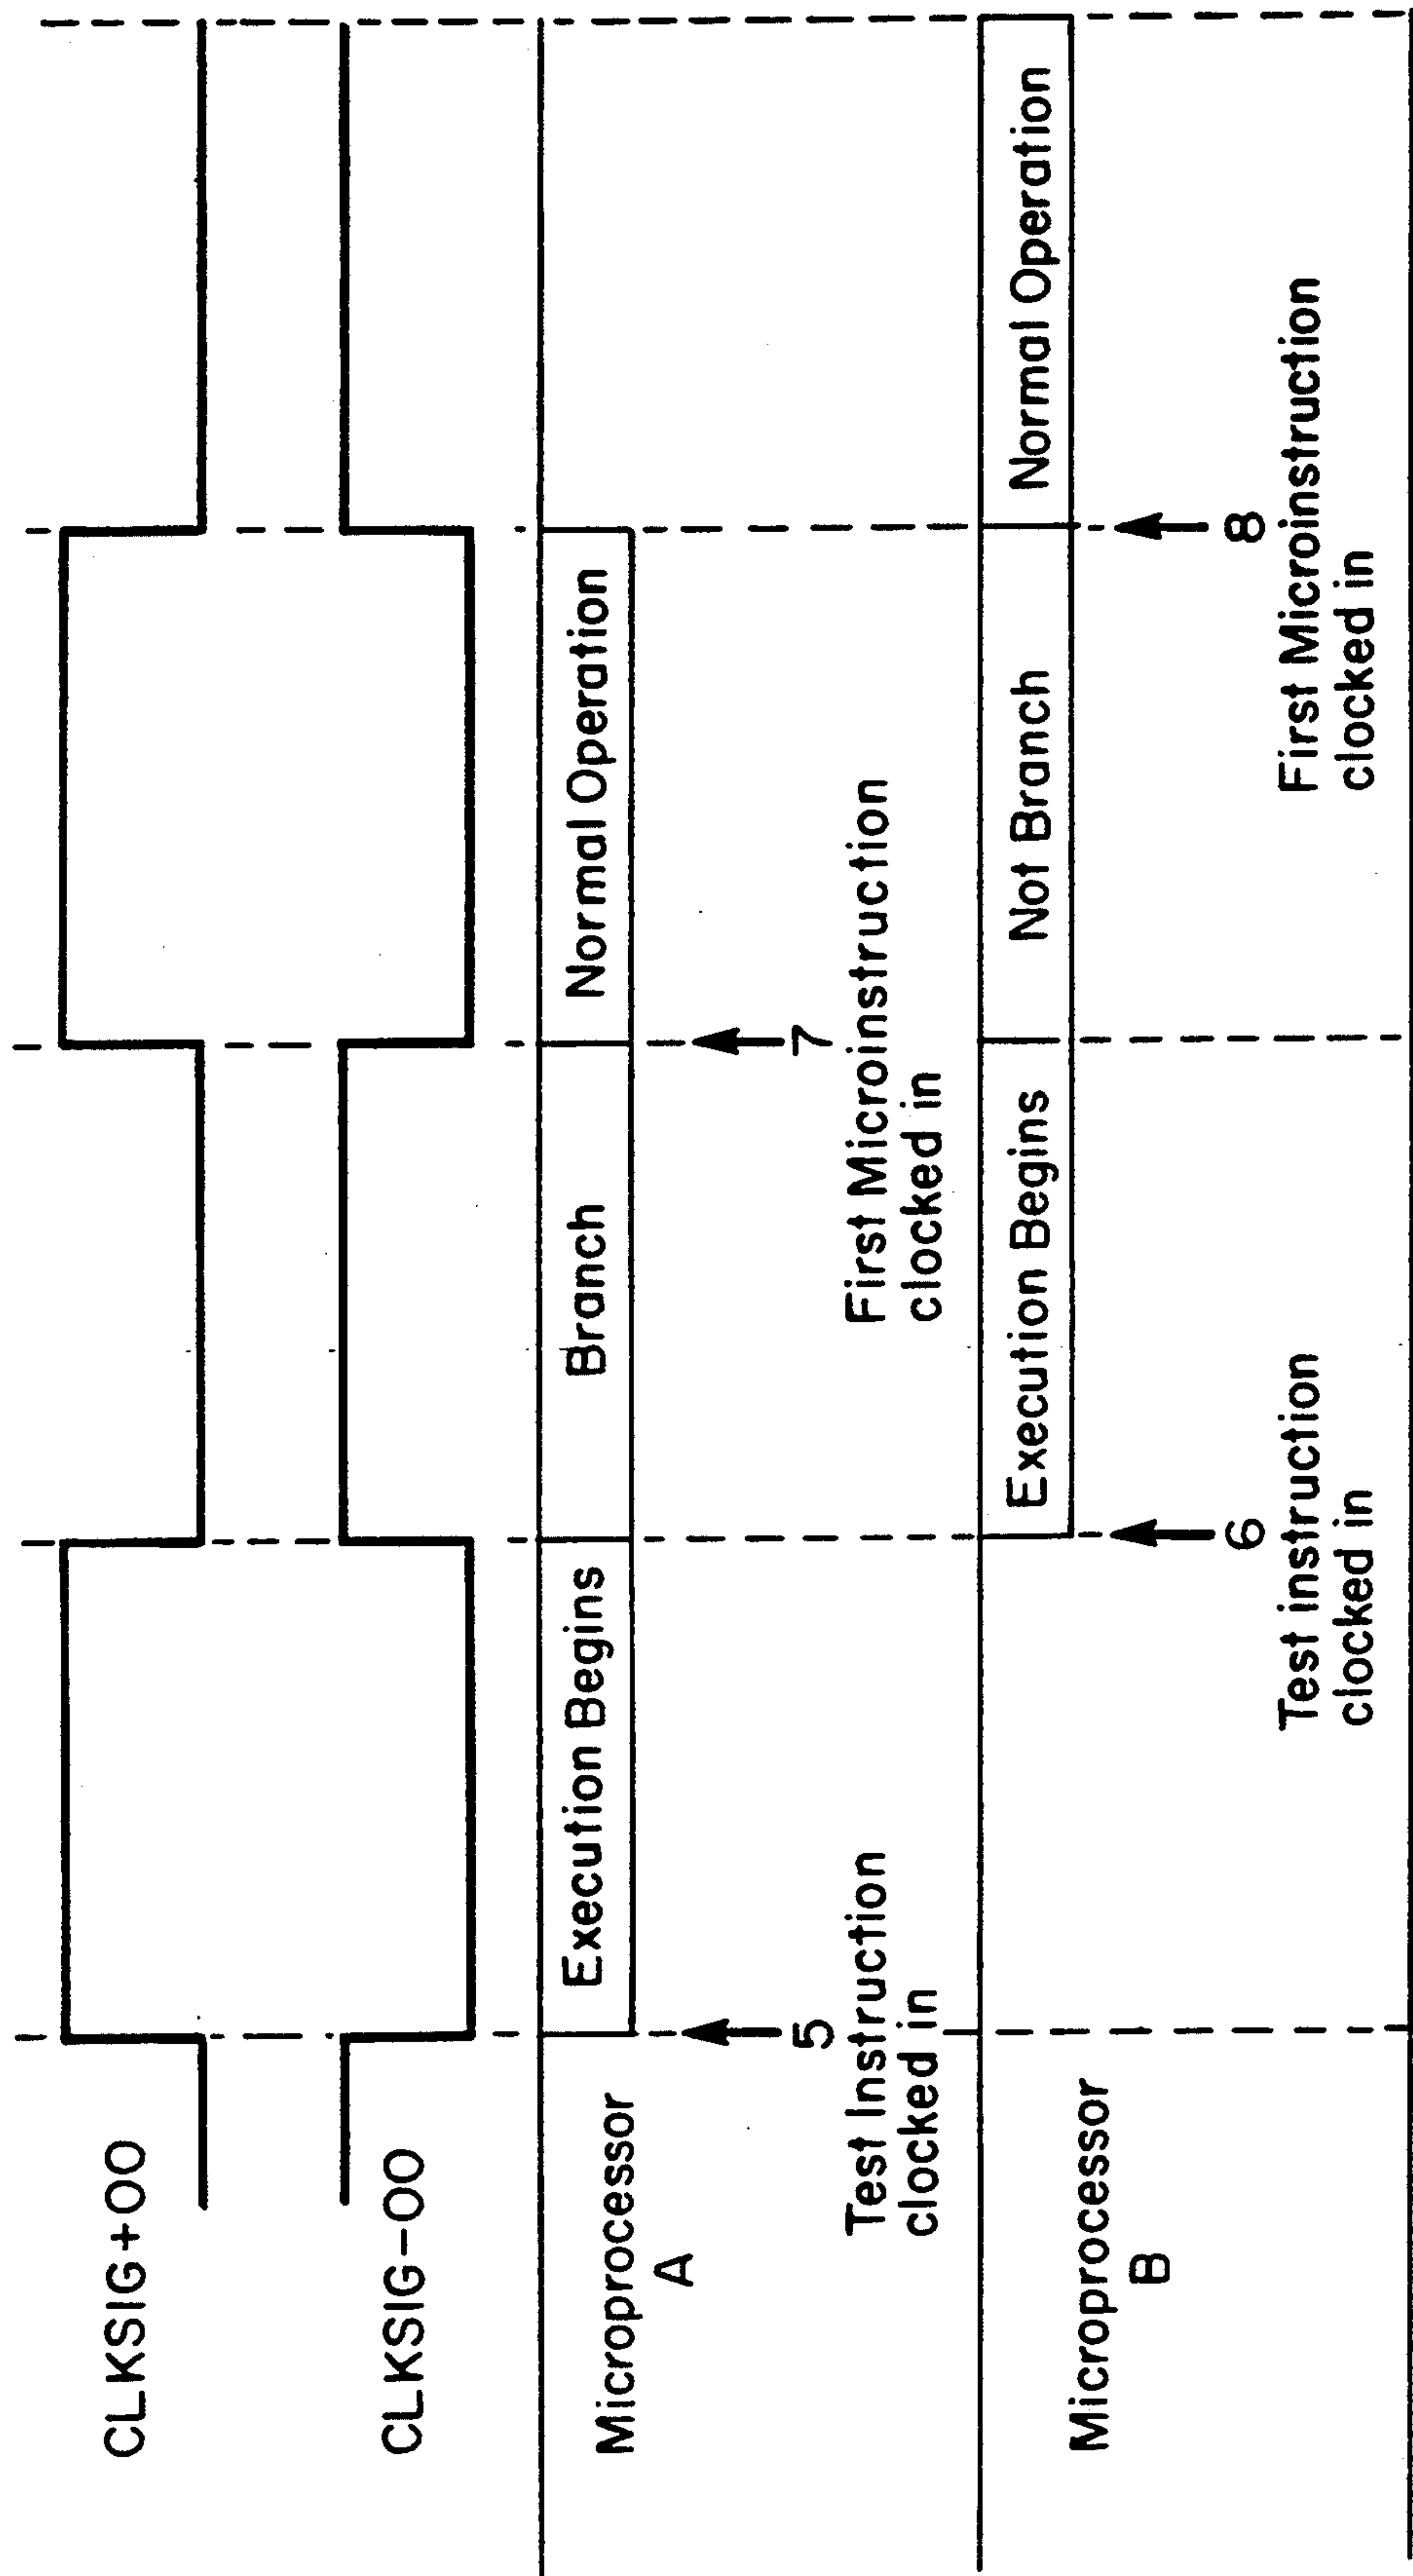 CLKSIG+00
CLKSIG-00
Microprocessor
A
Execution Begins
Branch
Normal Operation
5
Test Instruction
clocked in
7
First Microinstruction
clocked in
Microprocessor
B
Execution Begins
Not Branch
Normal Operation
6
Test instruction
clocked in
8
First Microinstruction
clocked in